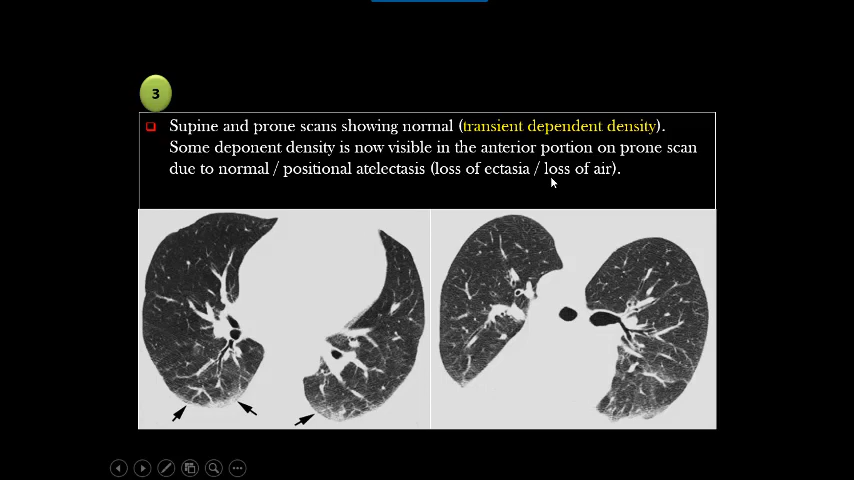 3
Supine and prone scans showing normal (transient dependent density).
Some deponent density is now visible in the anterior portion on prone scan
due to normal / positional atelectasis (loss of ectasia / loss of air).